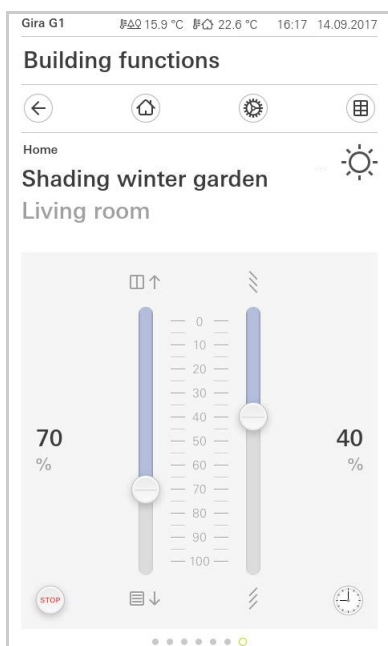 Gira G1 15.9 °C 22.6 °C 16:17 14.09.2017
Building functions
Home
Shading winter garden
Living room
0
10
20
30
40
70 50 40
% 60 %
70
80
90
100
STOP